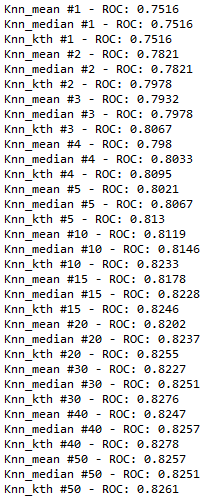 Knn_mean #1 - ROC: 0.7516
Knn_median #1 - ROC: 0.7516
Knn_kth #1 - ROC: 0.7516
Knn_mean #2 - ROC: 0.7821
Knn_median #2 - ROC: 0.7821
Knn_kth #2 - ROC: 0.7978
Knn_mean #3 - ROC: 0.7932
Knn_median #3 - ROC: 0.7978
Knn_kth #3 - ROC: 0.8067
Knn_mean #4 - ROC: 0.798
Knn_median #4 - ROC: 0.8033
Knn_kth #4 - ROC: 0.8095
Knn_mean #5 - ROC: 0.8021
Knn_median #5 - ROC: 0.8067
Knn_kth #5 - ROC: 0.813
Knn_mean #10 - ROC: 0.8119
Knn_median #10 - ROC: 0.8146
Knn_kth #10 - ROC: 0.8233
Knn_mean #15 - ROC: 0.8178
Knn_median #15 - ROC: 0.8228
Knn_kth #15 - ROC: 0.8246
Knn_mean #20 - ROC: 0.8202
Knn_median #20 - ROC: 0.8237
Knn_kth #20 - ROC: 0.8255
Knn_mean #30 - ROC: 0.8227
Knn_median #30 - ROC: 0.8251
Knn_kth #30 - ROC: 0.8276
Knn_mean #40 - ROC: 0.8247
Knn_median #40 - ROC: 0.8257
Knn_kth #40 - ROC: 0.8278
Knn_mean #50 - ROC: 0.8257
Knn_median #50 - ROC: 0.8251
Knn_kth #50 - ROC: 0.8261